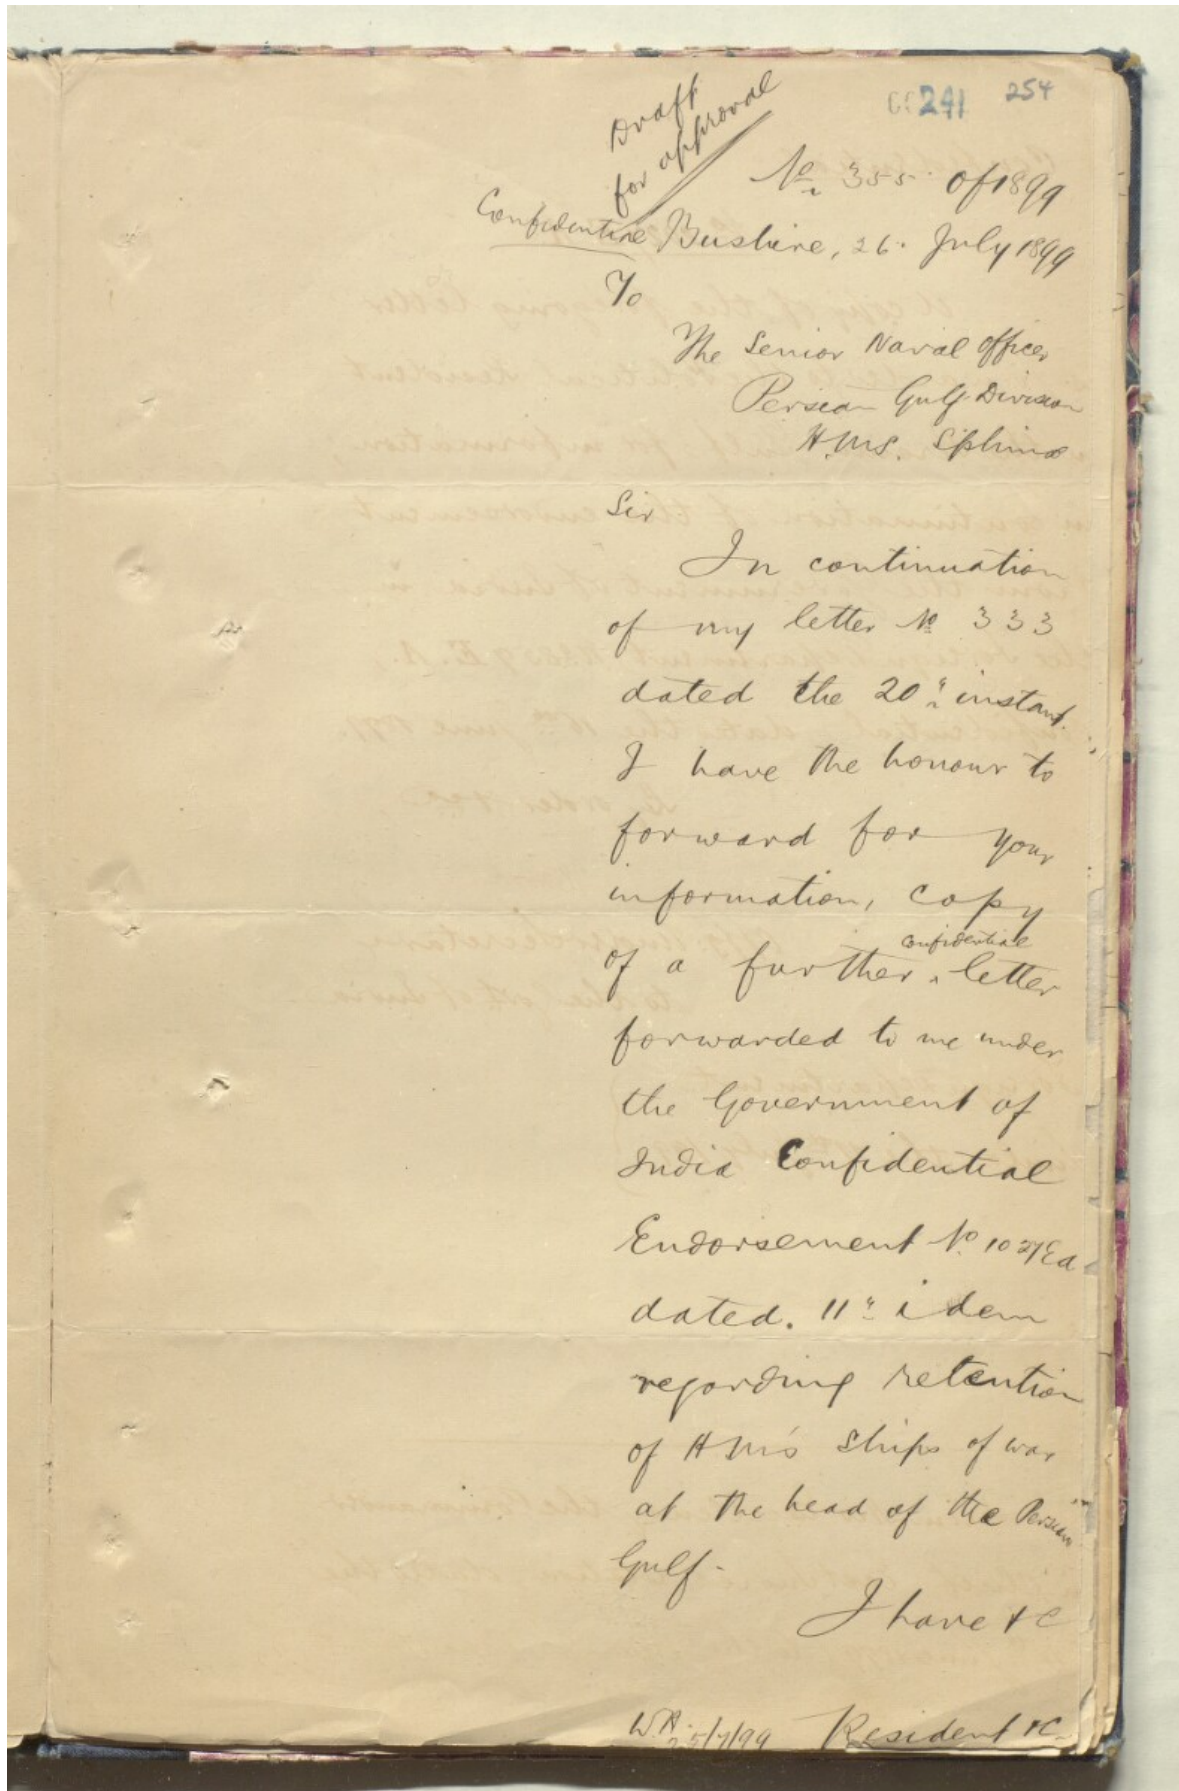 241 254
Draft
for approval
No. 355 of 1899
Confidential Bushire, 26. July 1899
To
The Senior Naval Officer
Persian Gulf Division
H.M.S. Sphinx
Sir
In continuation
of my letter No 333
dated the 20th instant.
I have the honour to
forward for your
information, copy
confidential
of a further letter
forwarded to me under
the Government of
India Confidential
Endorsement No. 1027 Ea
dated. 11th idem
regarding retention
of HM's Ships of war
at the head of the Persian
Gulf.
I have &c
25/7/99 Resident &c